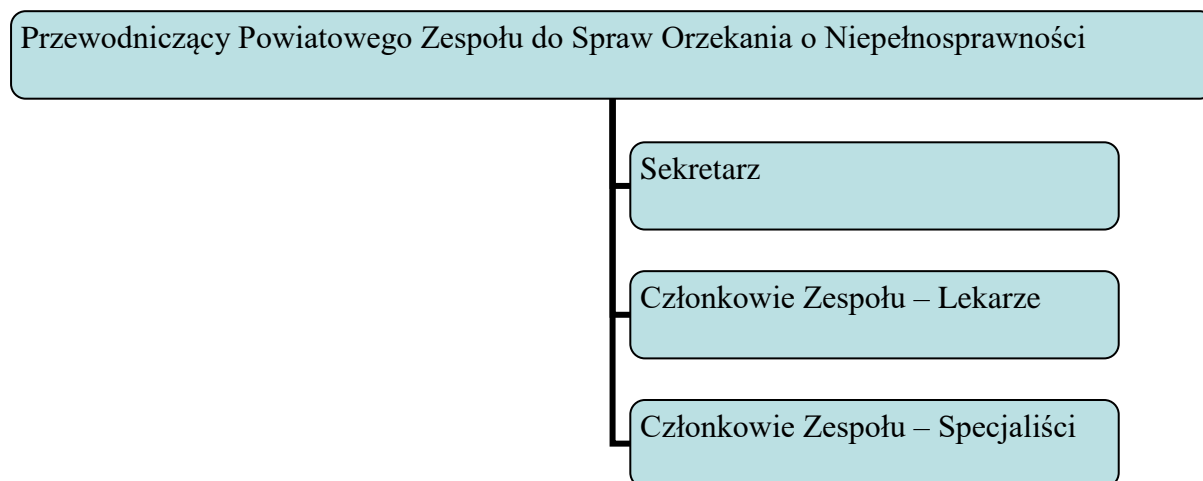 Przewodniczący Powiatowego Zespołu do Spraw Orzekania o Niepełnosprawności
Sekretarz
Członkowie Zespołu – Lekarze
Członkowie Zespołu – Specjaliści